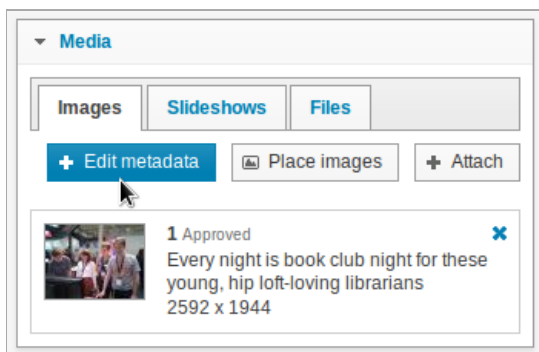 Media
Images Slideshows Files
Edit metadata Place images Attach
1 Approved
Every night is book club night for these
young, hip loft-loving librarians
2592 x 1944